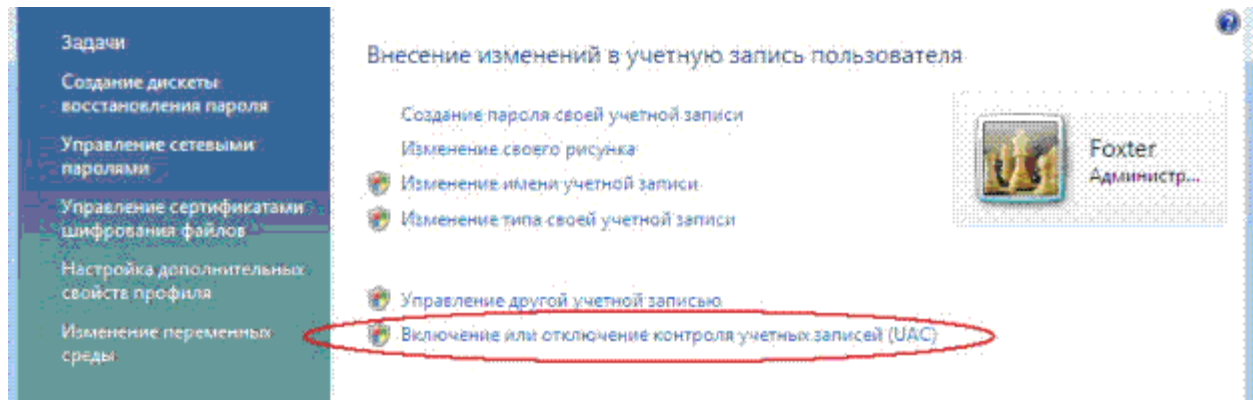 Задачи
Создание дискеты
восстановления пароля
Управление сетевыми
паролями
Управление сертификатами
шифрования файлов
Настройка дополнительных
свойств профиля
Изменение переменных
среды
Внесение изменений в учетную запись пользователя
Создание пароля своей учетной записи
Изменение своего рисунка
Изменение имени учетной записи
Изменение типа своей учетной записи
Управление другой учетной записью
Включение или отключение контроля учетных записей (UAC)
Foxter
Администр...